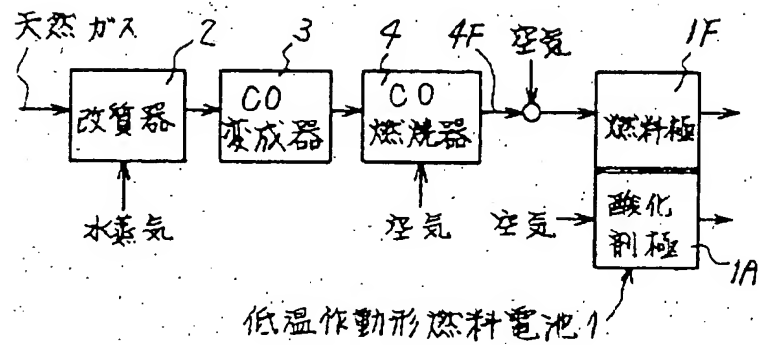 天然ガス
2
3
4
4F
空気
1F
改質器
CO
変成器
CO
燃焼器
燃料極
水蒸気
空気
空気
酸化
剤極
1A
低温作動形燃料電池1